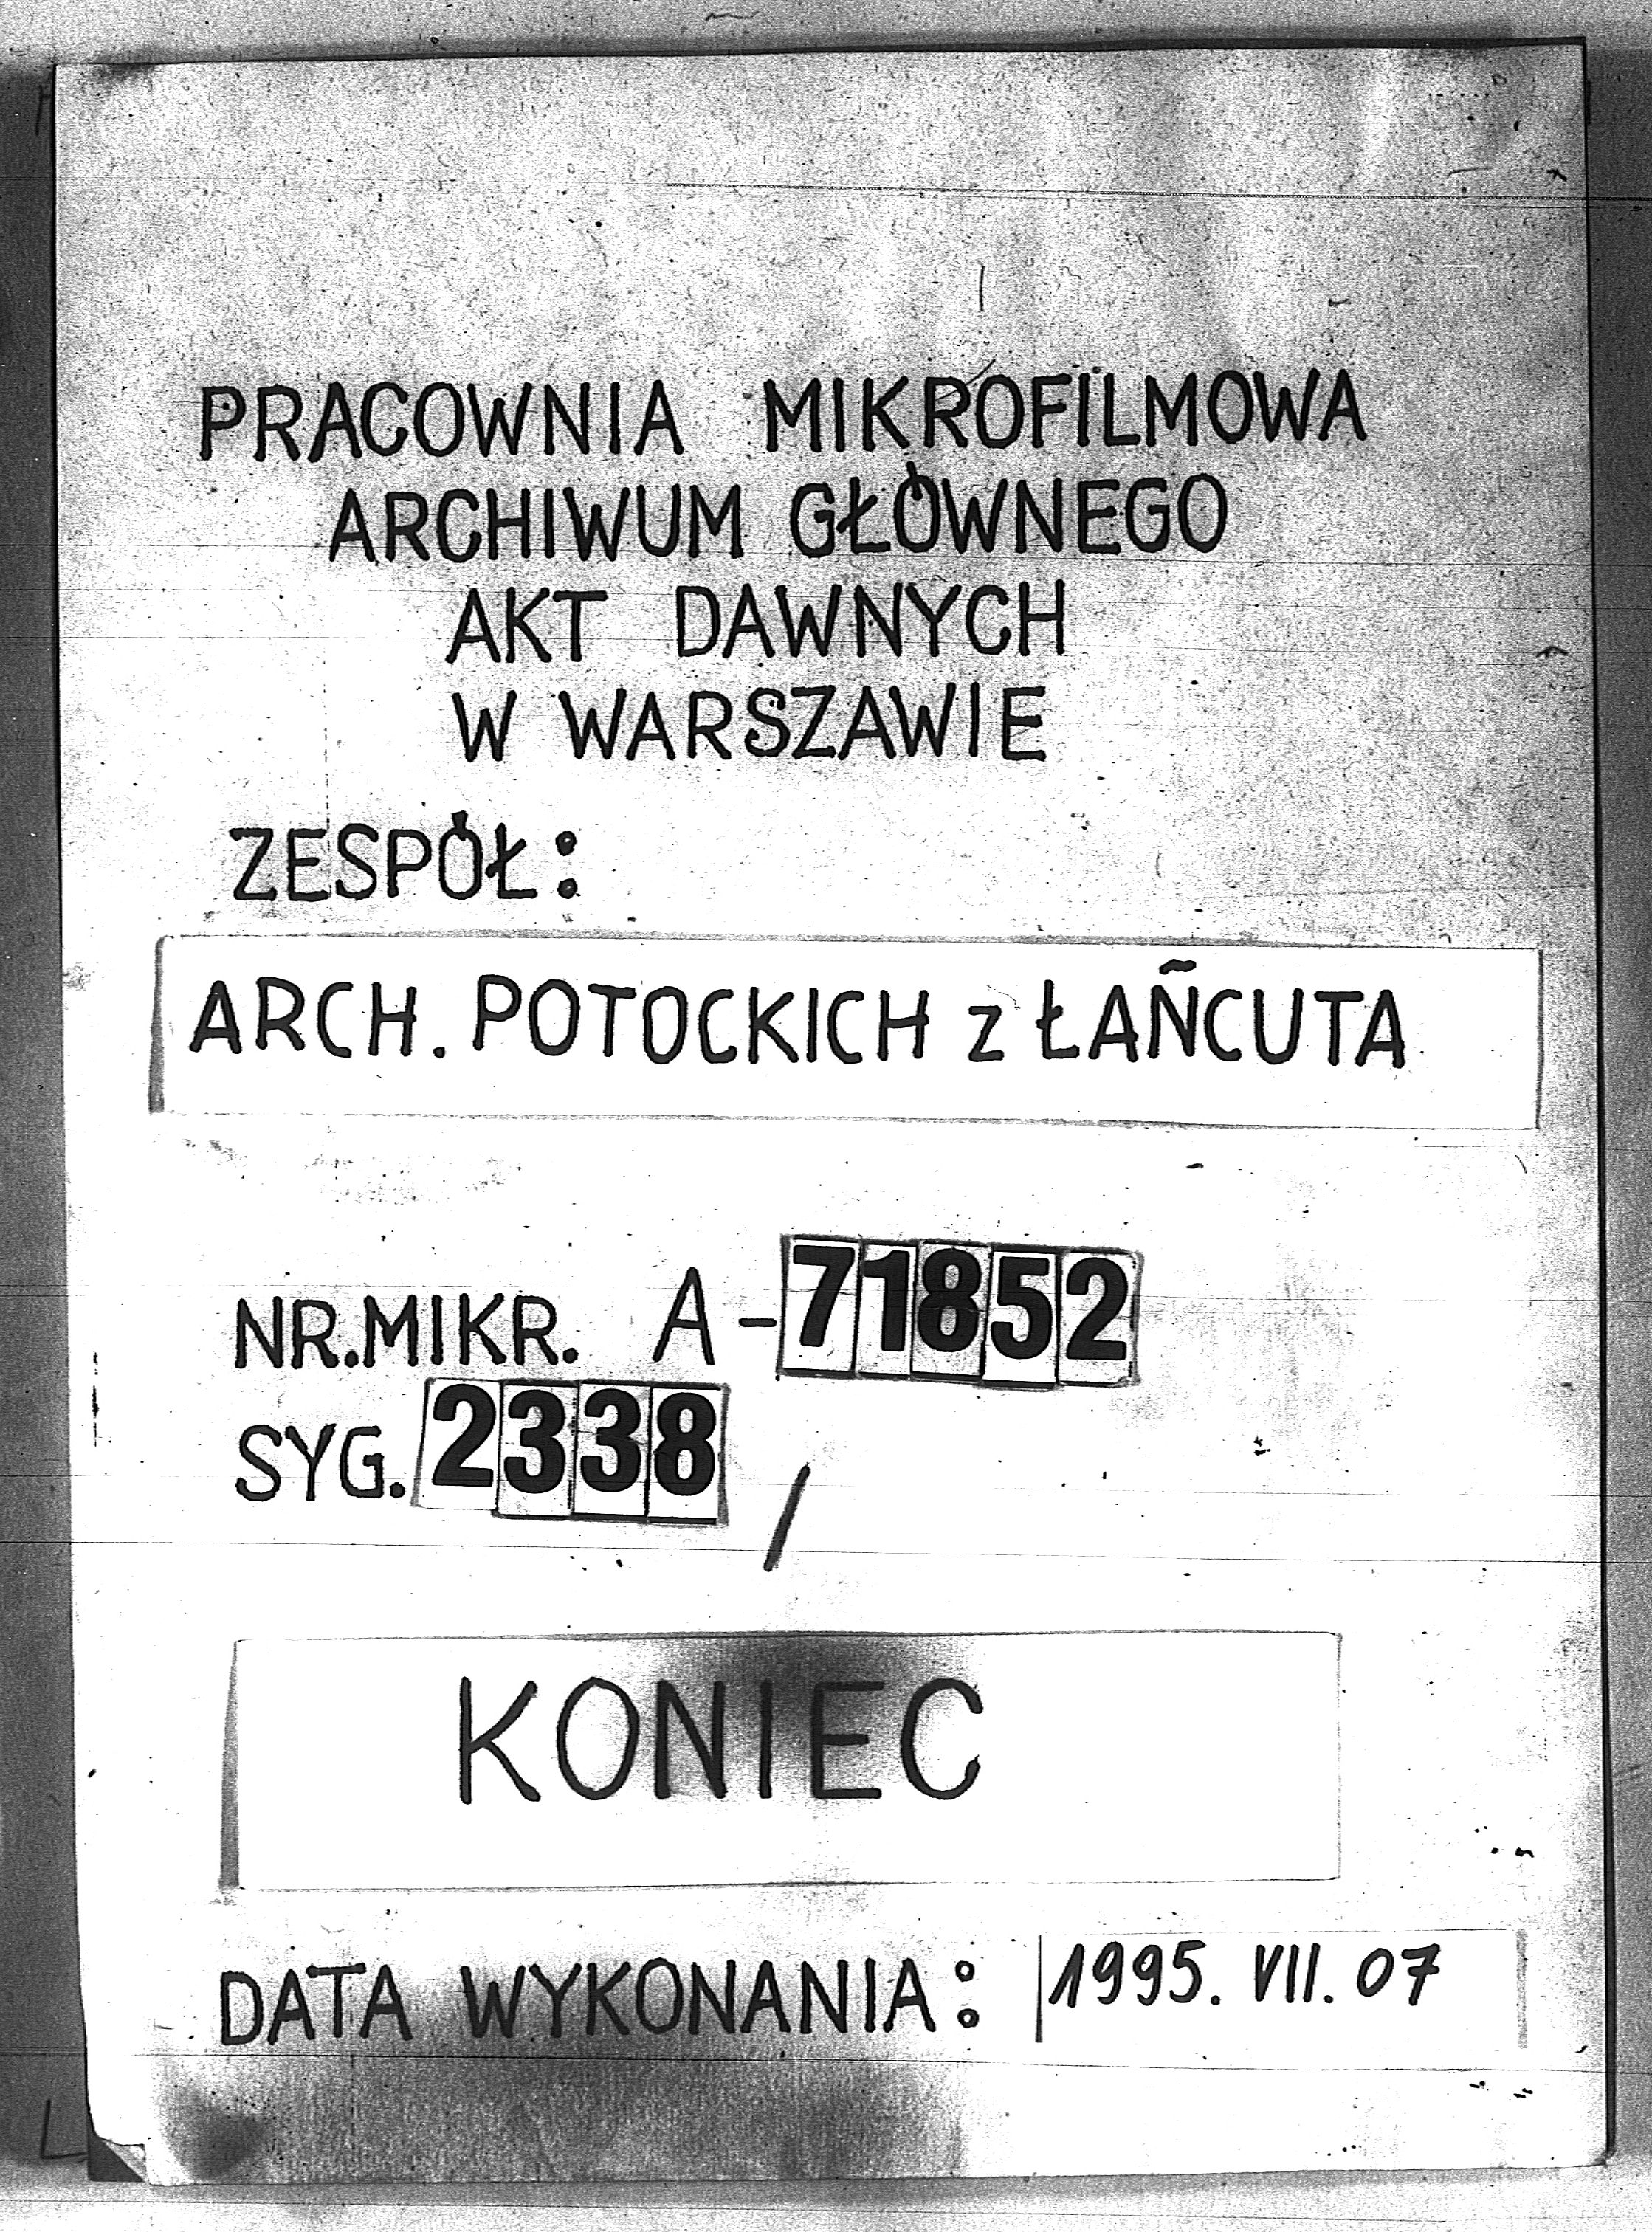 PRACOWNIA MIKROFILMOWA
ARCHIWUM GŁÓWNEGO
AKT DAWNYCH
W WARSZAWIE
ZESPÓŁ:
ARCH. POTOCKICH z ŁAŃCUTA
NR.MIKR. A-71852
SYG. 2338 /
KONIEC
DATA WYKONANIA: 1995. VII. 07